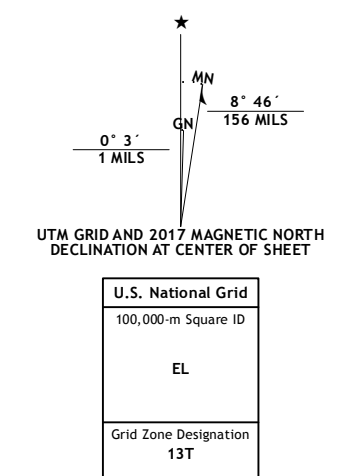 ★
MN
8° 46´
156 MILS
GN
0° 3´
1 MILS
UTM GRID AND 2017 MAGNETIC NORTH
DECLINATION AT CENTER OF SHEET
U.S. National Grid
100,000-m Square ID
EL
Grid Zone Designation
13T